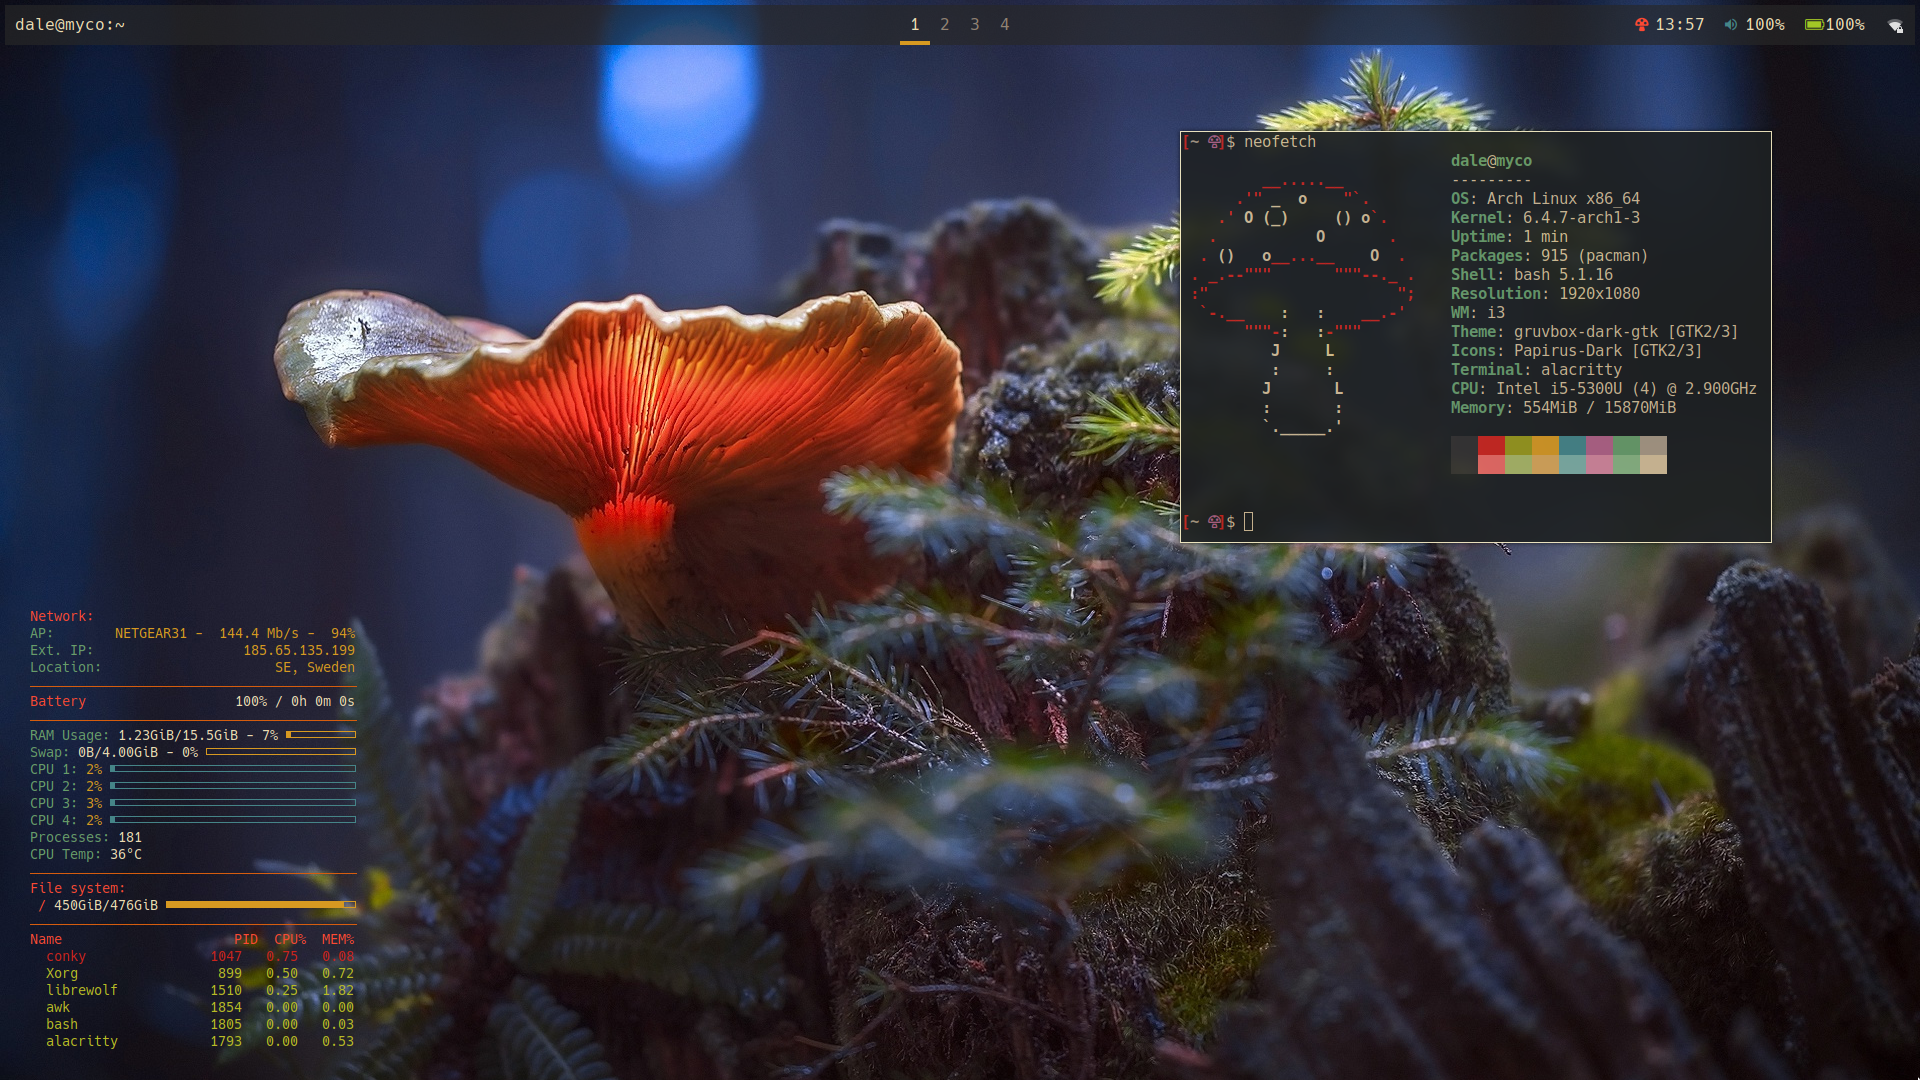 dale@myco:~ 1 2 3 4 13:57 100% 100%
[~ ]$ neofetch
dale@myco
---------
OS: Arch Linux x86_64
Kernel: 6.4.7-arch1-3
Uptime: 1 min
Packages: 915 (pacman)
Shell: bash 5.1.16
Resolution: 1920x1080
WM: i3
Theme: gruvbox-dark-gtk [GTK2/3]
Icons: Papirus-Dark [GTK2/3]
Terminal: alacritty
CPU: Intel i5-5300U (4) @ 2.900GHz
Memory: 554MiB / 15870MiB
[~ ]$
Network:
AP: NETGEAR31 - 144.4 Mb/s - 94%
Ext. IP: 185.65.135.199
Location: SE, Sweden
Battery 100% / 0h 0m 0s
RAM Usage: 1.23GiB/15.5GiB - 7%
Swap: 0B/4.00GiB - 0%
CPU 1: 2%
CPU 2: 2%
CPU 3: 3%
CPU 4: 2%
Processes: 181
CPU Temp: 36°C
File system:
/ 450GiB/476GiB
Name PID CPU% MEM%
conky 1047 0.75 0.08
Xorg 899 0.50 0.72
librewolf 1510 0.25 1.82
awk 1854 0.00 0.00
bash 1805 0.00 0.03
alacritty 1793 0.00 0.53